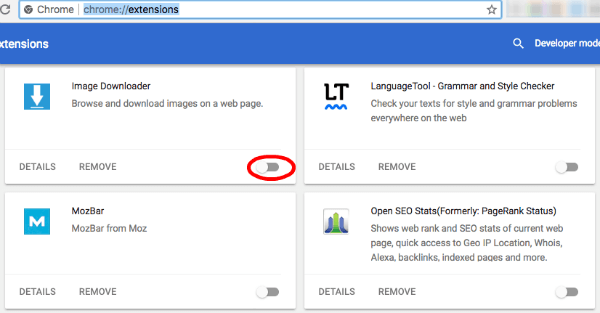 Chrome chrome://extensions
xtensions Developer mode
Image Downloader
Browse and download images on a web page.
DETAILS REMOVE
LT
LanguageTool - Grammar and Style Checker
Check your texts for style and grammar problems
everywhere on the web
DETAILS REMOVE
M
MozBar
MozBar from Moz
DETAILS REMOVE
Open SEO Stats(Formerly: PageRank Status)
Shows web rank and SEO stats of current web
page, quick access to Geo IP Location, Whois,
Alexa, backlinks, indexed pages and more.
DETAILS REMOVE